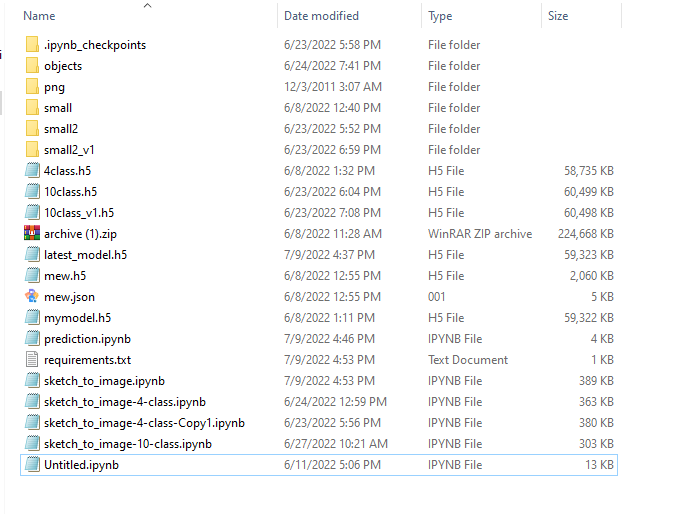 Name Date modified Type Size
.ipynb_checkpoints 6/23/2022 5:58 PM File folder
objects 6/24/2022 7:41 PM File folder
png 12/3/2011 3:07 AM File folder
small 6/8/2022 12:40 PM File folder
small2 6/23/2022 5:52 PM File folder
small2_v1 6/23/2022 6:59 PM File folder
4class.h5 6/8/2022 1:32 PM H5 File 58,735 KB
10class.h5 6/23/2022 6:04 PM H5 File 60,499 KB
10class_v1.h5 6/23/2022 7:08 PM H5 File 60,498 KB
archive (1).zip 6/8/2022 11:28 AM WinRAR ZIP archive 224,668 KB
latest_model.h5 7/9/2022 4:37 PM H5 File 59,323 KB
mew.h5 6/8/2022 12:55 PM H5 File 2,060 KB
mew.json 6/8/2022 12:55 PM 001 5 KB
mymodel.h5 6/8/2022 1:11 PM H5 File 59,322 KB
prediction.ipynb 7/9/2022 4:46 PM IPYNB File 4 KB
requirements.txt 7/9/2022 4:53 PM Text Document 1 KB
sketch_to_image.ipynb 7/9/2022 4:53 PM IPYNB File 389 KB
sketch_to_image-4-class.ipynb 6/24/2022 12:59 PM IPYNB File 363 KB
sketch_to_image-4-class-Copy1.ipynb 6/23/2022 5:56 PM IPYNB File 380 KB
sketch_to_image-10-class.ipynb 6/27/2022 10:21 AM IPYNB File 303 KB
Untitled.ipynb 6/11/2022 5:06 PM IPYNB File 13 KB